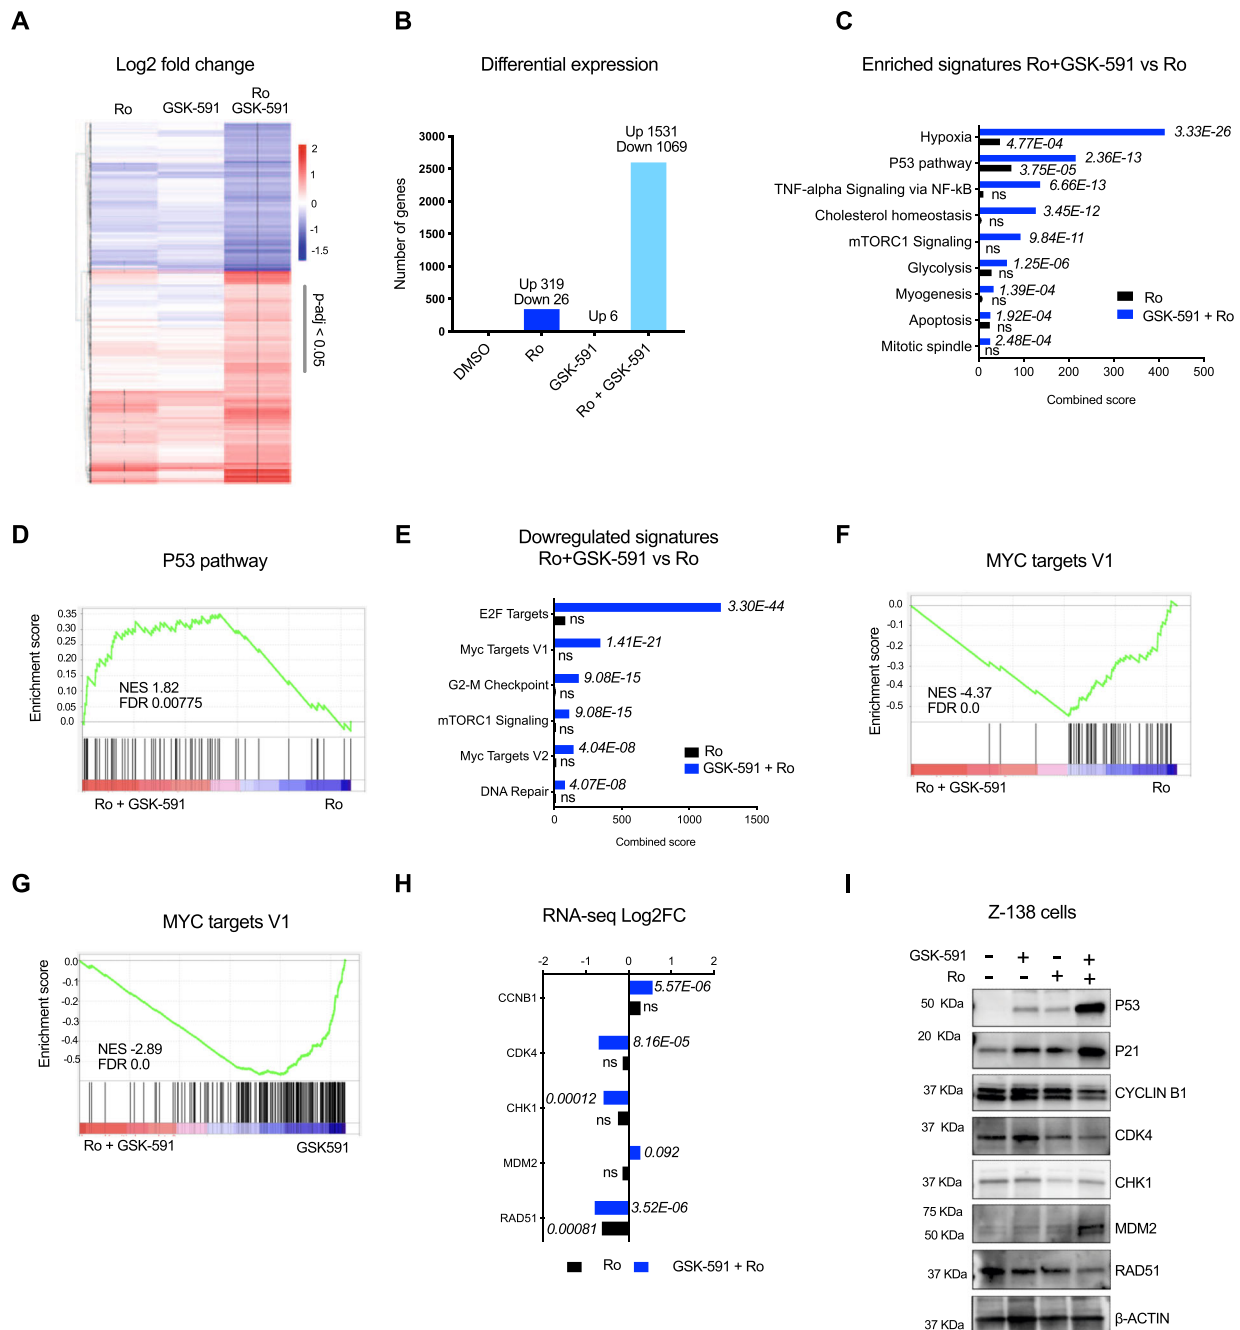 A
Log2 fold change
Ro
GSK-591
Ro
GSK-591
2
1
0
-1
-1.5
p-adj < 0.05
B
Differential expression
Number of genes
3000
2500
2000
1500
1000
500
0
Up 319
Down 26
Up 6
Up 1531
Down 1069
DMSO
Ro
GSK-591
Ro + GSK-591
C
Enriched signatures Ro+GSK-591 vs Ro
Hypoxia
3.33E-26
4.77E-04
P53 pathway
2.36E-13
3.75E-05
TNF-alpha Signaling via NF-kB
6.66E-13
ns
Cholesterol homeostasis
3.45E-12
ns
mTORC1 Signaling
9.84E-11
ns
Glycolysis
1.25E-06
ns
Myogenesis
1.39E-04
ns
Apoptosis
1.92E-04
ns
Mitotic spindle
2.48E-04
ns
Ro
GSK-591 + Ro
0 100 200 300 400 500
Combined score
D
P53 pathway
Enrichment score
0.35
0.30
0.25
0.20
0.15
0.10
0.05
0.0
NES 1.82
FDR 0.00775
Ro + GSK-591
Ro
E
Dowregulated signatures
Ro+GSK-591 vs Ro
E2F Targets
3.30E-44
ns
Myc Targets V1
1.41E-21
ns
G2-M Checkpoint
9.08E-15
ns
mTORC1 Signaling
9.08E-15
ns
Myc Targets V2
4.04E-08
ns
DNA Repair
4.07E-08
ns
Ro
GSK-591 + Ro
0 500 1000 1500
Combined score
F
MYC targets V1
Enrichment score
0.0
-0.1
-0.2
-0.3
-0.4
-0.5
NES -4.37
FDR 0.0
Ro + GSK-591
Ro
G
MYC targets V1
Enrichment score
0.0
-0.1
-0.2
-0.3
-0.4
-0.5
NES -2.89
FDR 0.0
Ro + GSK-591
GSK591
H
RNA-seq Log2FC
-2 -1 0 1 2
CCNB1
5.57E-06
ns
CDK4
8.16E-05
ns
CHK1
0.00012
ns
MDM2
0.092
ns
RAD51
3.52E-06
0.00081
Ro
GSK-591 + Ro
I
Z-138 cells
GSK-591 - + - +
Ro - - + +
50 KDa
P53
20 KDa
P21
37 KDa
CYCLIN B1
37 KDa
CDK4
37 KDa
CHK1
75 KDa
50 KDa
MDM2
37 KDa
RAD51
37 KDa
β-ACTIN